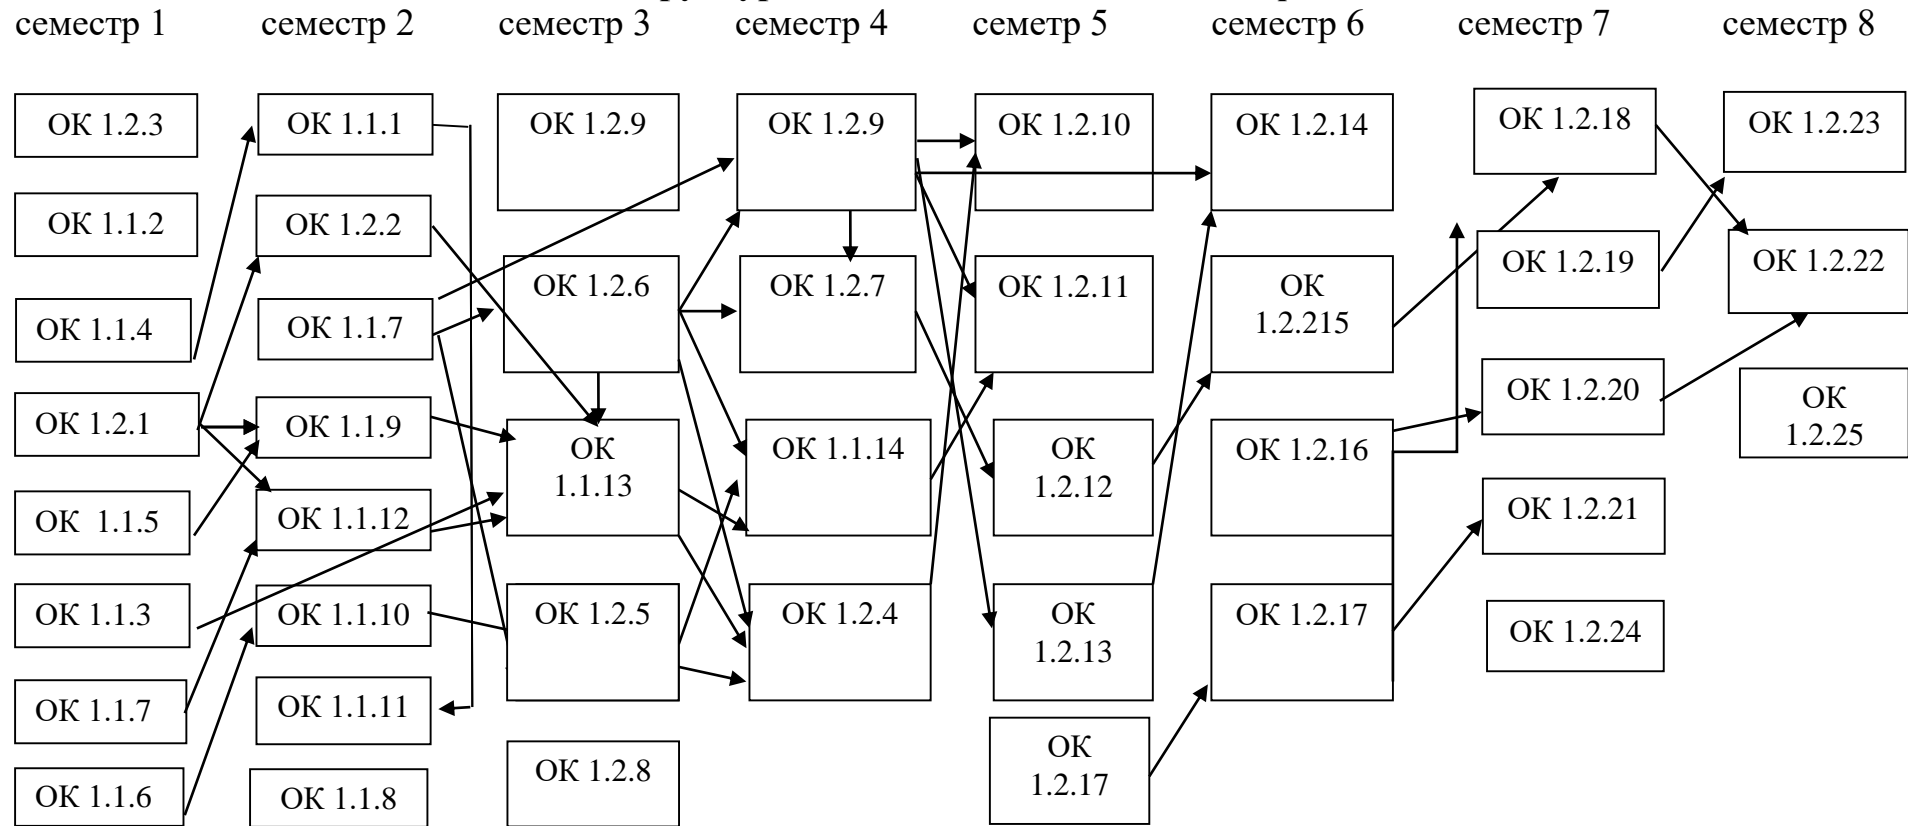 семестр 1
семестр 2
семестр 3
семестр 4
семетр 5
семестр 6
семестр 7
семестр 8
ОК 1.2.3
ОК 1.1.2
ОК 1.1.4
ОК 1.2.1
ОК 1.1.5
ОК 1.1.3
ОК 1.1.7
ОК 1.1.6
ОК 1.1.1
ОК 1.2.2
ОК 1.1.7
ОК 1.1.9
ОК 1.1.12
ОК 1.1.10
ОК 1.1.11
ОК 1.1.8
ОК 1.2.9
ОК 1.2.6
ОК
1.1.13
ОК 1.2.5
ОК 1.2.8
ОК 1.2.9
ОК 1.2.7
ОК 1.1.14
ОК 1.2.4
ОК 1.2.10
ОК 1.2.11
ОК
1.2.12
ОК
1.2.13
ОК
1.2.17
ОК 1.2.14
ОК
1.2.215
ОК 1.2.16
ОК 1.2.17
ОК 1.2.18
ОК 1.2.19
ОК 1.2.20
ОК 1.2.21
ОК 1.2.24
ОК 1.2.23
ОК 1.2.22
ОК
1.2.25